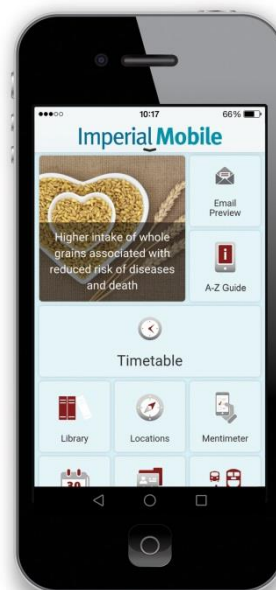 10:17
66%
Imperial Mobile
Higher intake of whole
grains associated with
reduced risk of diseases
and death
Email
Preview
i
A-Z Guide
Timetable
Library
Locations
Mentimeter
30